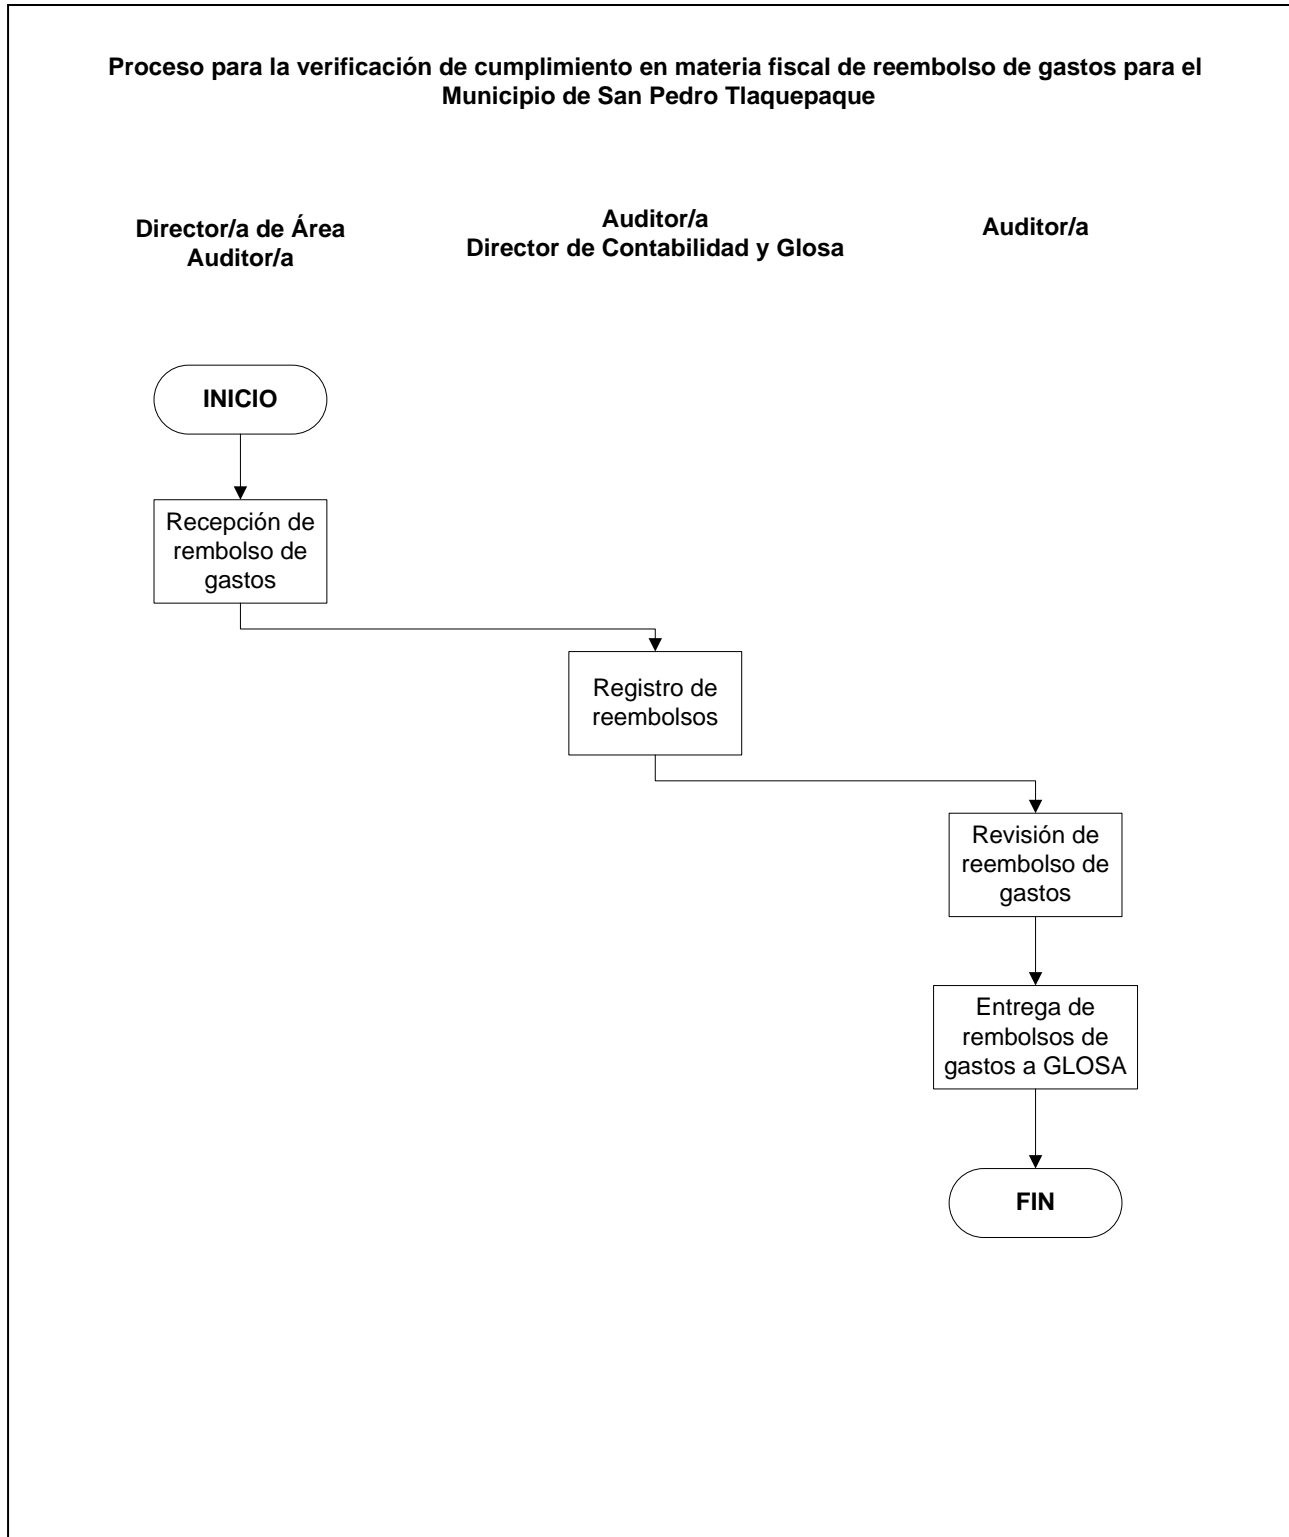 Proceso para la verificación de cumplimiento en materia fiscal de reembolso de gastos para el
Municipio de San Pedro Tlaquepaque
Director/a de Área
Auditor/a
Auditor/a
Director de Contabilidad y Glosa
Auditor/a
INICIO
Recepción de
rembolso de
gastos
Registro de
reembolsos
Revisión de
reembolso de
gastos
Entrega de
rembolsos de
gastos a GLOSA
FIN